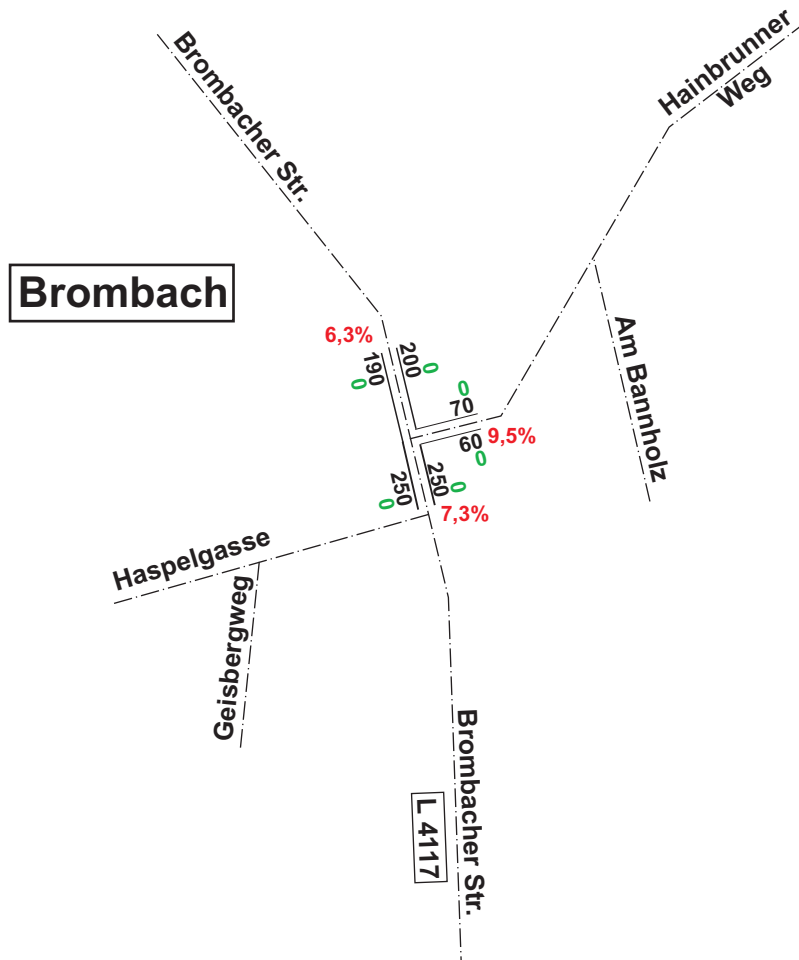 Brombacher Str.
Hainbrunner
Weg
Brombach
6,3%
190
0
200
0
0
70
60
9,5%
0
Am Bannholz
250
0
250
0
7,3%
Haspelgasse
Geisbergweg
Brombacher Str.
L 4117